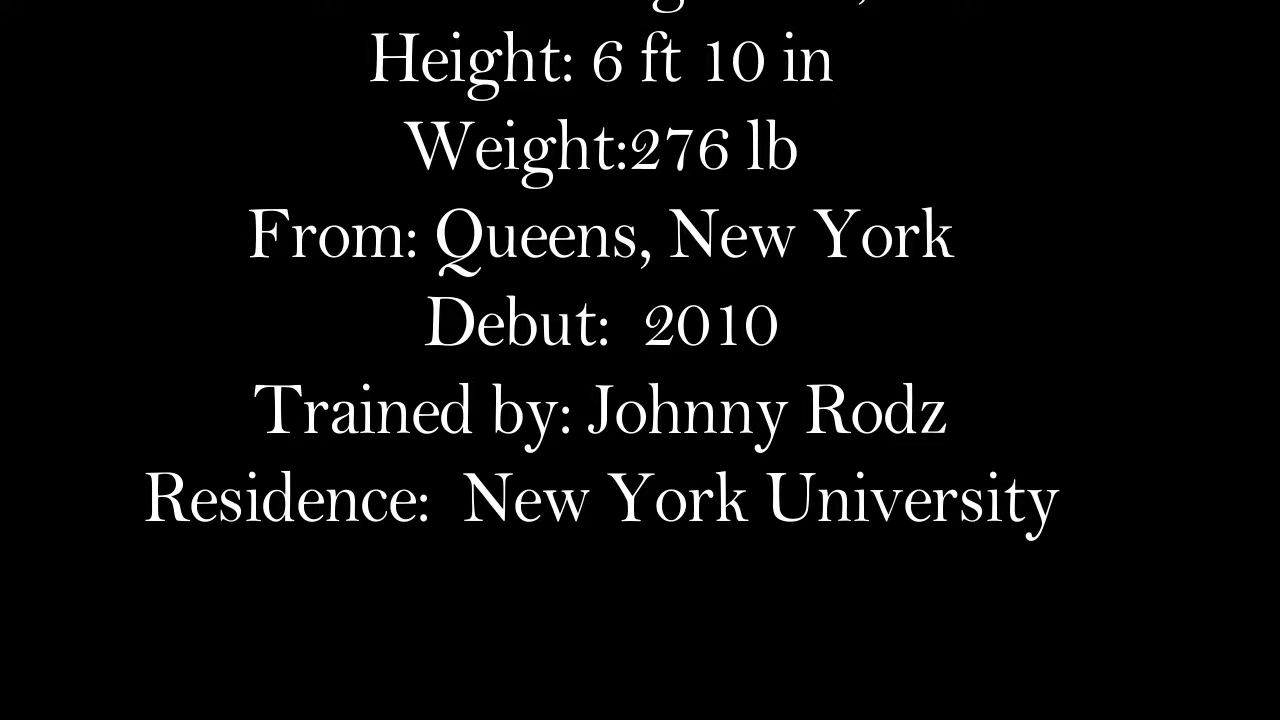 Height: 6 ft 10 in
Weight:276 lb
From: Queens, New York
Debut:  2010
Trained by: Johnny Rodz
Residence:  New York University